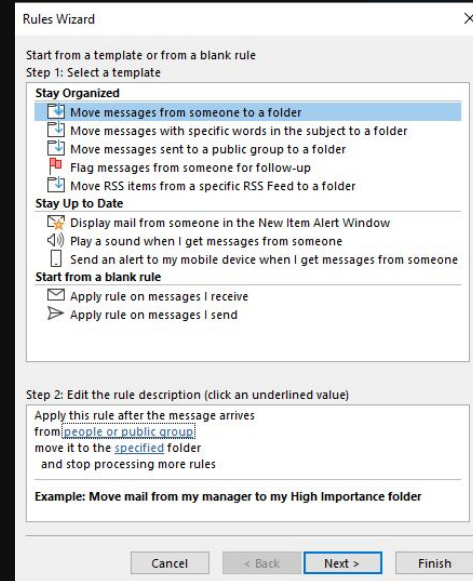 Rules Wizard
Start from a template or from a blank rule
Step 1: Select a template
Stay Organized
Move messages from someone to a folder
Move messages with specific words in the subject to a folder
Move messages sent to a public group to a folder
Flag messages from someone for follow-up
Move RSS items from a specific RSS Feed to a folder
Stay Up to Date
Display mail from someone in the New Item Alert Window
Play a sound when I get messages from someone
Send an alert to my mobile device when I get messages from someone
Start from a blank rule
Apply rule on messages I receive
Apply rule on messages I send
Step 2: Edit the rule description (click an underlined value)
Apply this rule after the message arrives
from people or public group
move it to the specified folder
and stop processing more rules
Example: Move mail from my manager to my High Importance folder
Cancel < Back Next > Finish